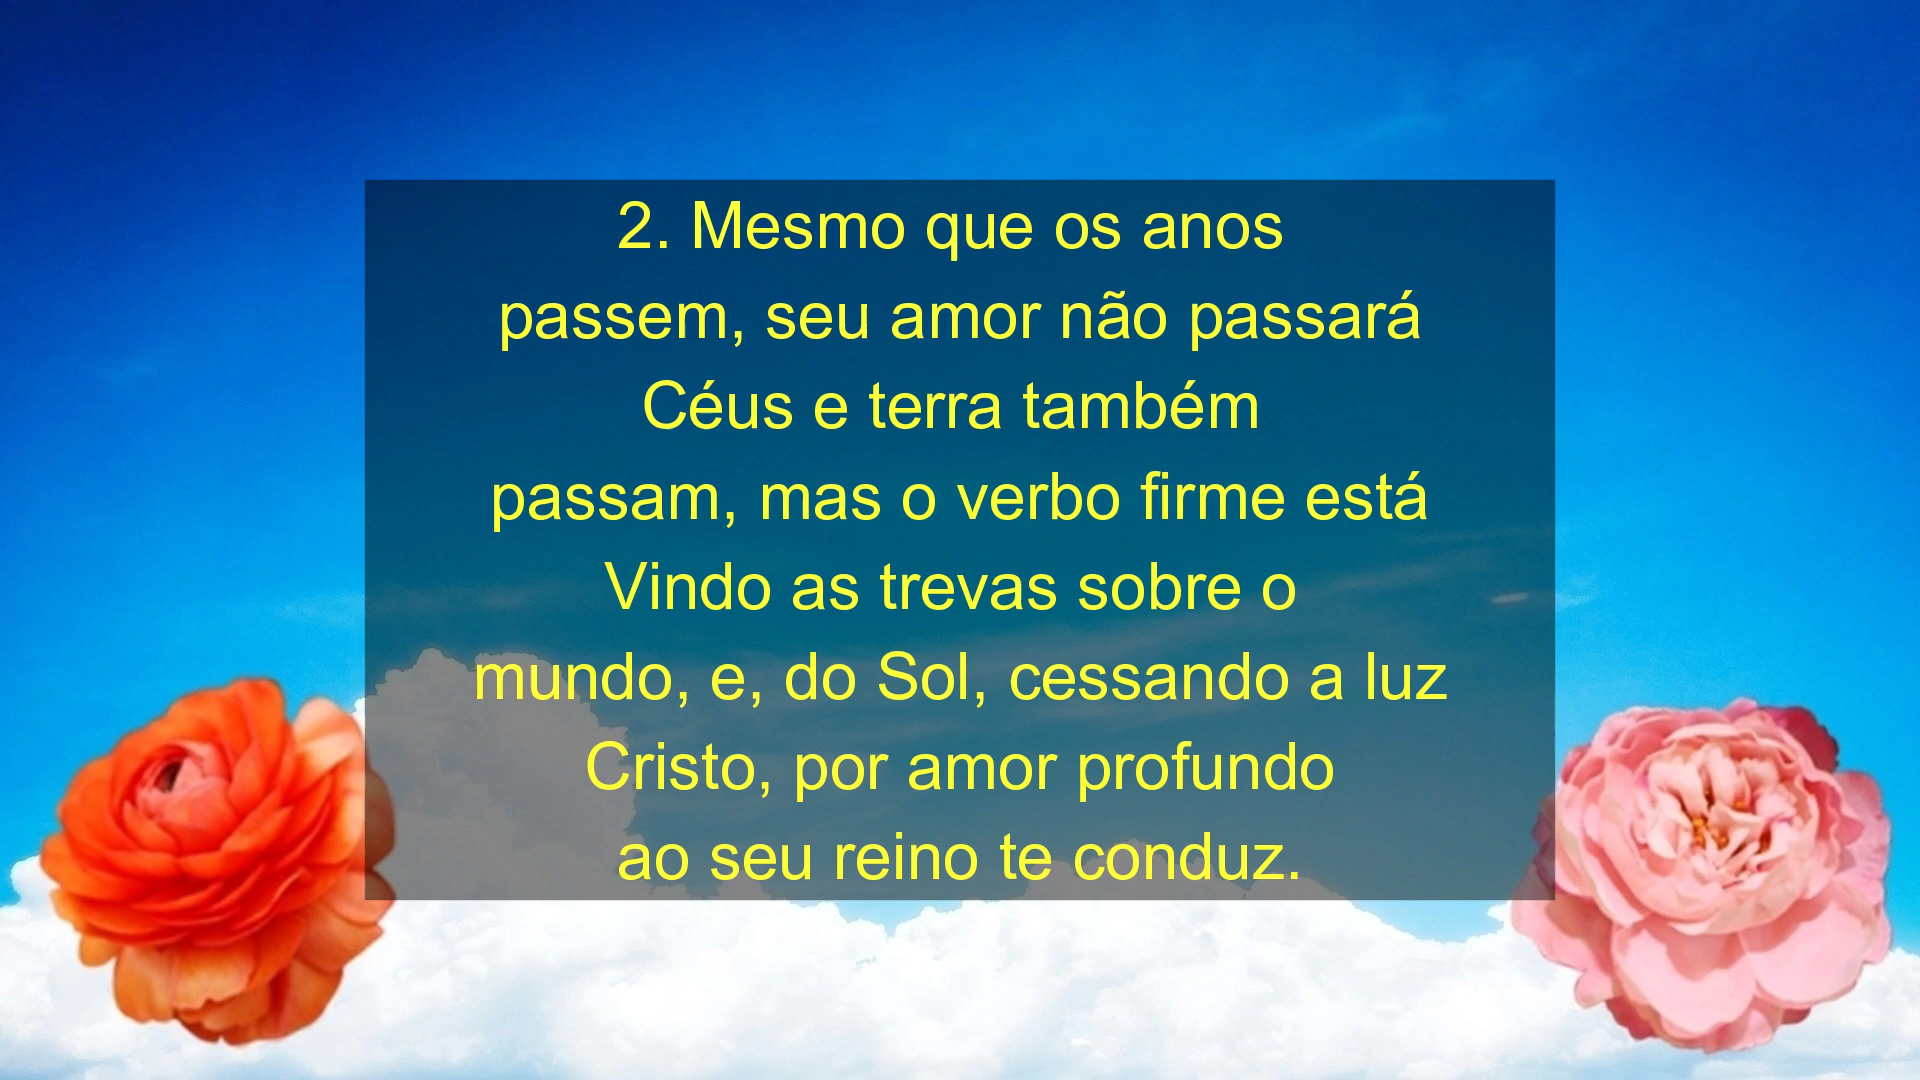 2. Mesmo que os anos
passem, seu amor não passará
Céus e terra também
passam, mas o verbo firme está
Vindo as trevas sobre o
mundo, e, do Sol, cessando a luz
Cristo, por amor profundo
ao seu reino te conduz.